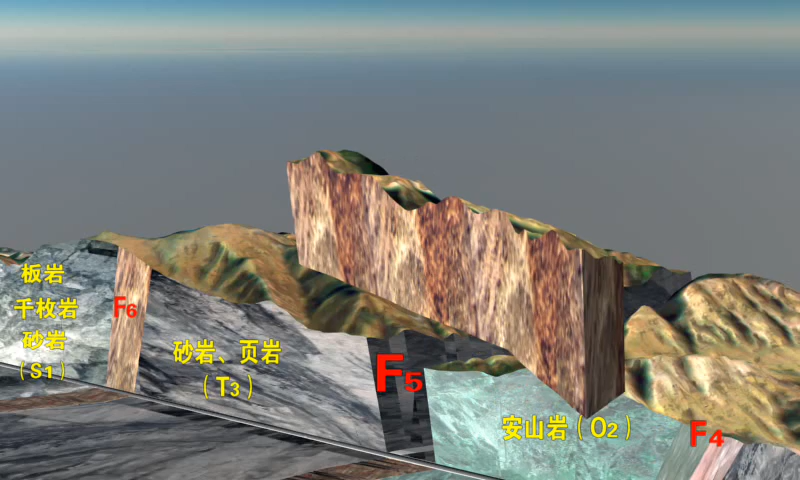 板岩
千枚岩
砂岩
（S1）
F6
砂岩、页岩
（T3）
F5
安山岩（O2）
F4